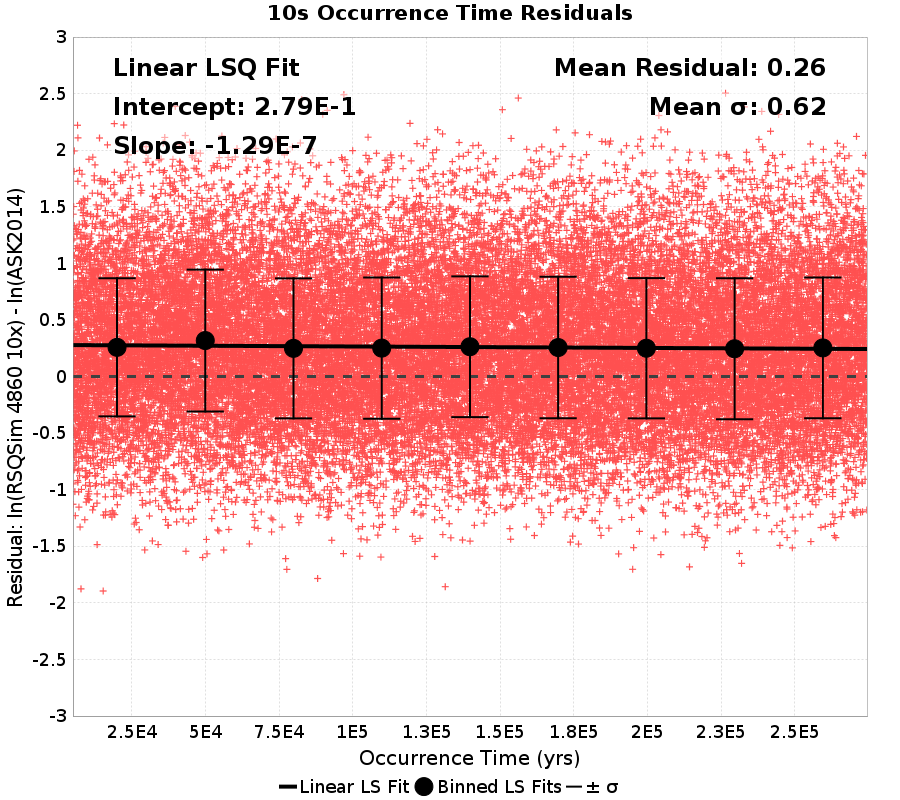 10s Occurrence Time Residuals
Linear LSQ Fit
Intercept: 2.79E-1
Slope: -1.29E-7
Mean Residual: 0.26
Mean σ: 0.62
Residual: ln(RSQSim 4860 10x) - ln(ASK2014)
3
2.5
2
1.5
1
0.5
0
-0.5
-1
-1.5
-2
-2.5
-3
2.5E4 5E4 7.5E4 1E5 1.3E5 1.5E5 1.8E5 2E5 2.3E5 2.5E5
Occurrence Time (yrs)
Linear LS Fit Binned LS Fits ± σ